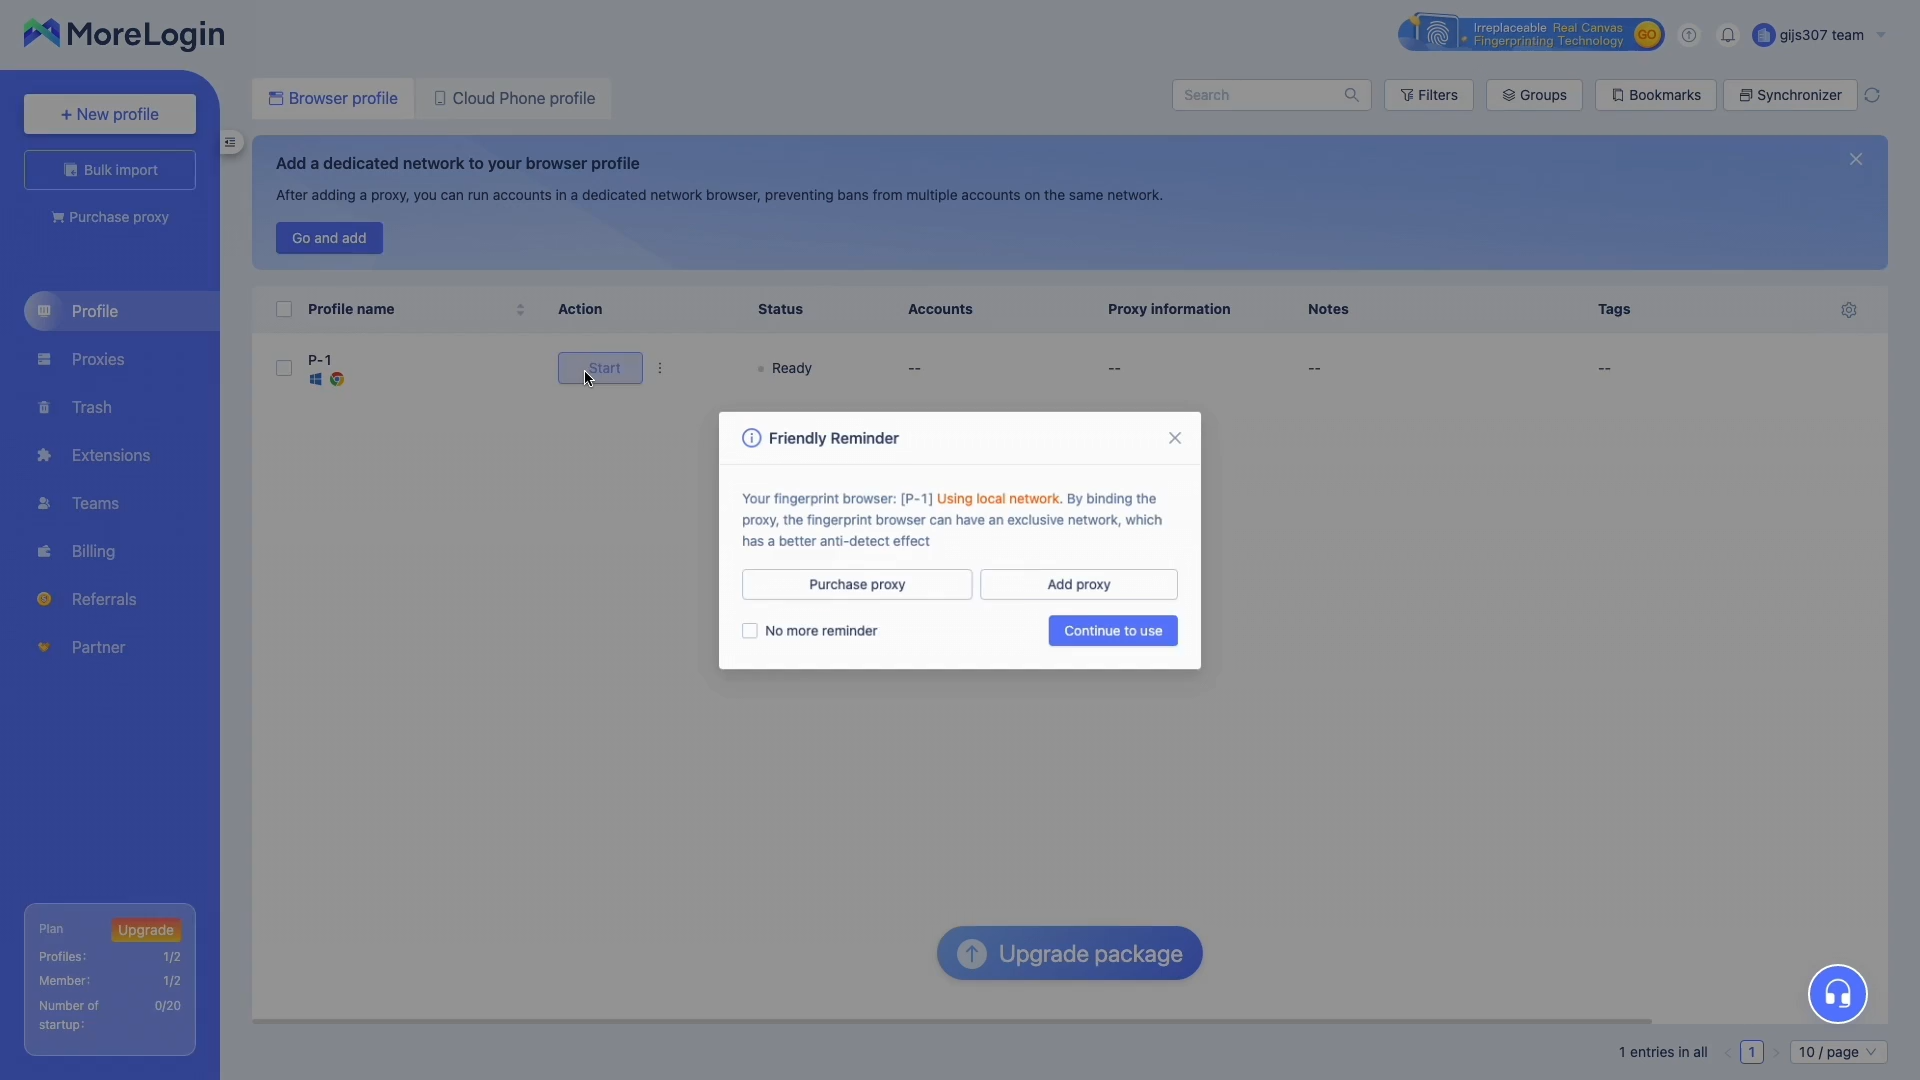 MoreLogin
Irreplaceable Real Canvas
Fingerprinting Technology
GO
gijs307 team
+ New profile
Bulk import
Purchase proxy
Profile
Proxies
Trash
Extensions
Teams
Billing
Referrals
Partner
Plan Upgrade
Profiles: 1/2
Member: 1/2
Number of 0/20
startup:
Browser profile
Cloud Phone profile
Search
Filters
Groups
Bookmarks
Synchronizer
Add a dedicated network to your browser profile
After adding a proxy, you can run accounts in a dedicated network browser, preventing bans from multiple accounts on the same network.
Go and add
Profile name Action Status Accounts Proxy information Notes Tags
P-1 Start Ready -- -- -- --
Friendly Reminder
Your fingerprint browser: [P-1] Using local network. By binding the
proxy, the fingerprint browser can have an exclusive network, which
has a better anti-detect effect
Purchase proxy
Add proxy
No more reminder
Continue to use
Upgrade package
1 entries in all < 1 > 10 / page